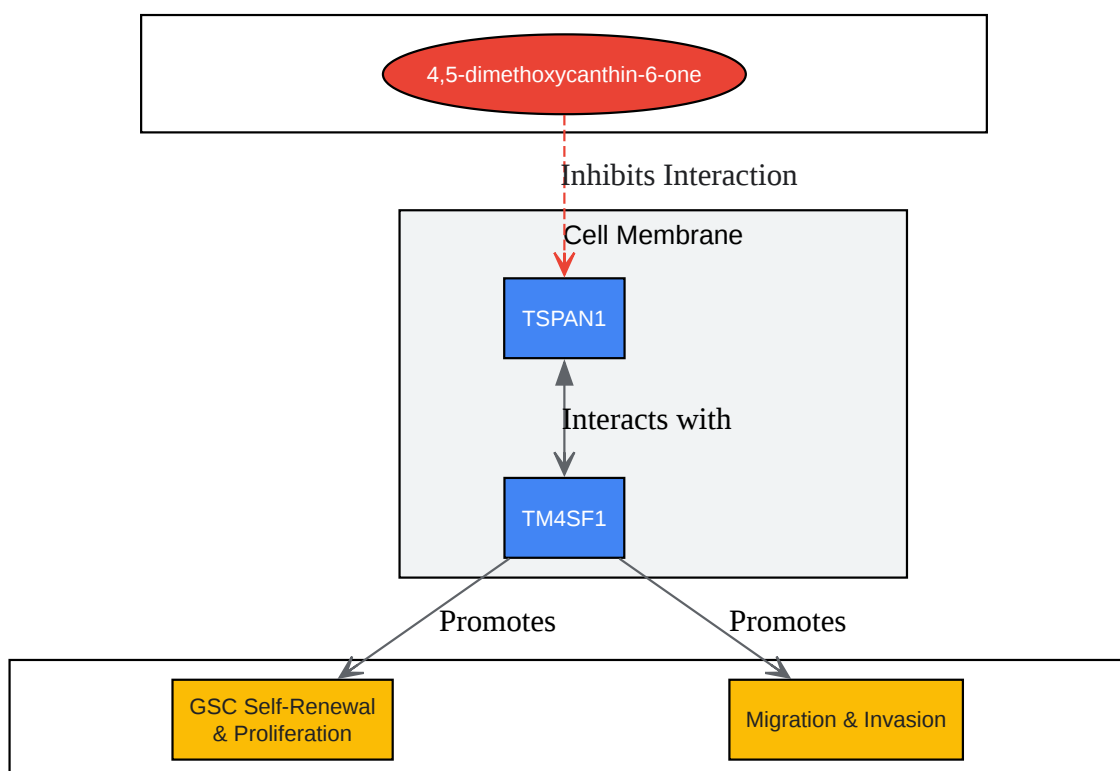 4,5-dimethoxycanthin-6-one
Inhibits Interaction
Cell Membrane
TSPAN1
Interacts with
TM4SF1
Promotes
Promotes
GSC Self-Renewal
& Proliferation
Migration & Invasion